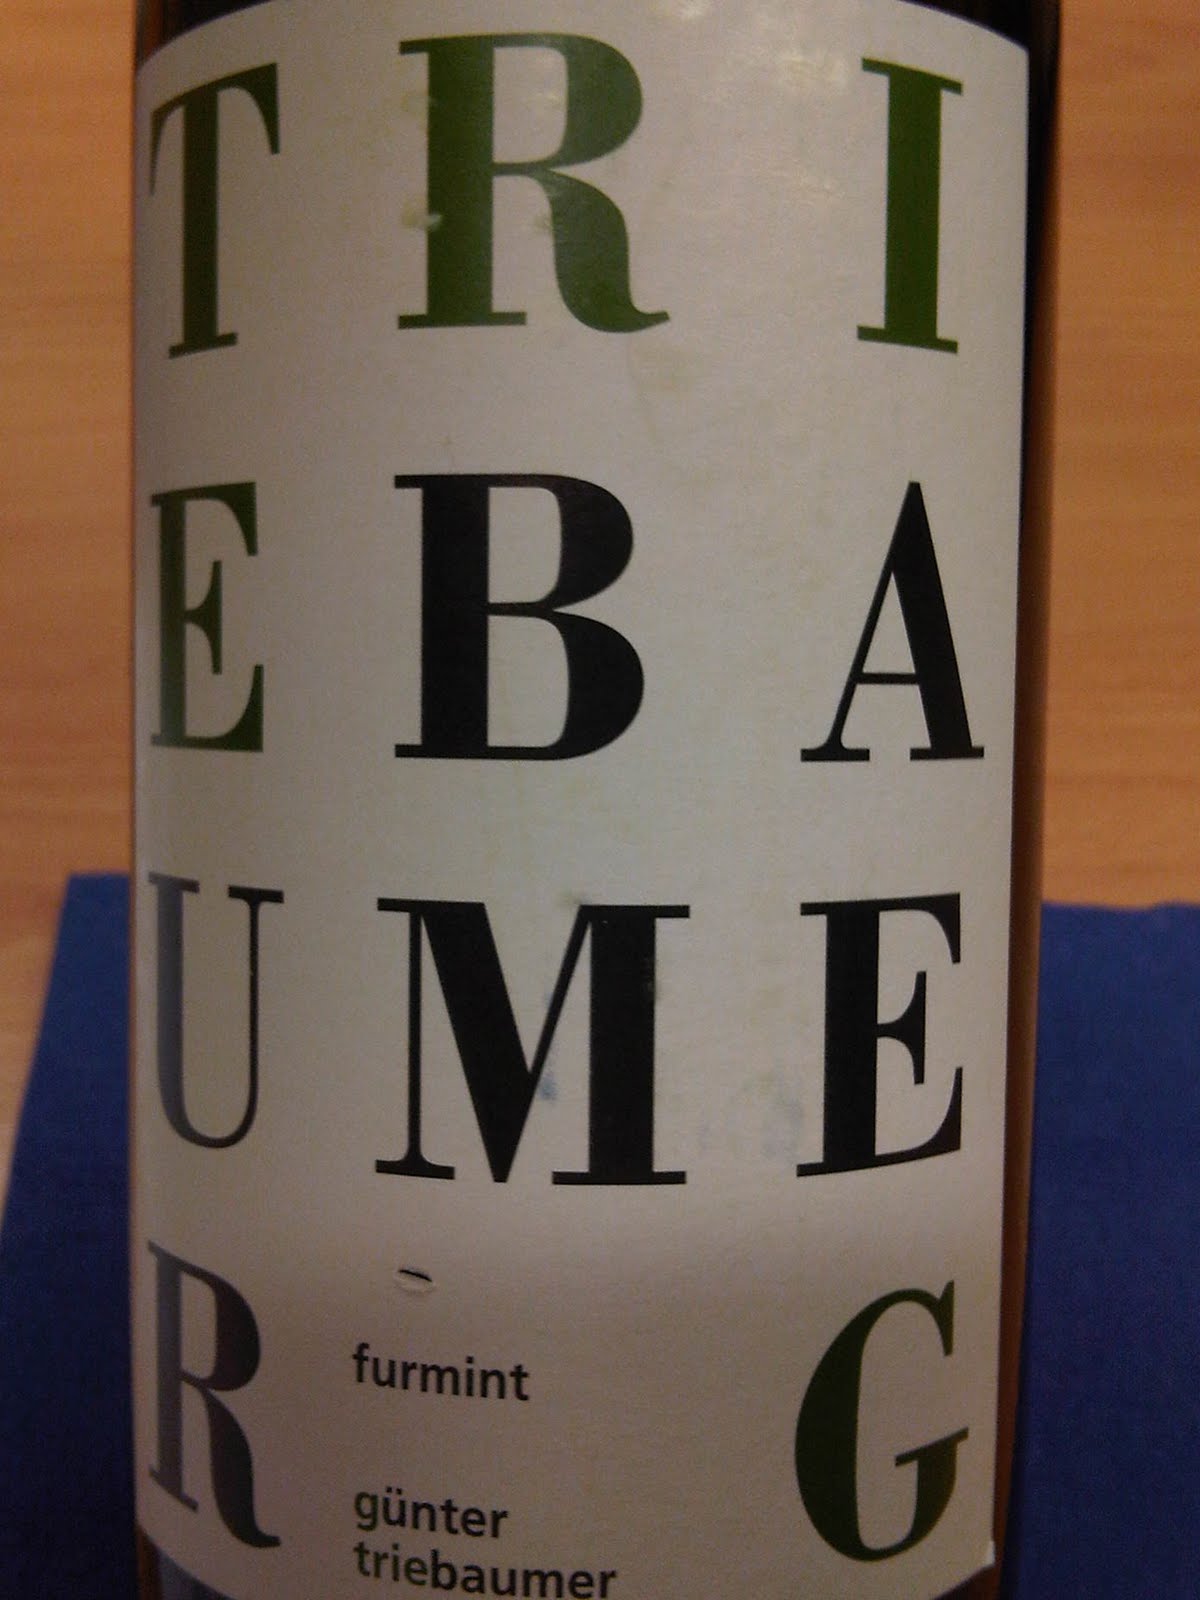 TRI
EBA
UME
R G
furmint
günter
triebaumer